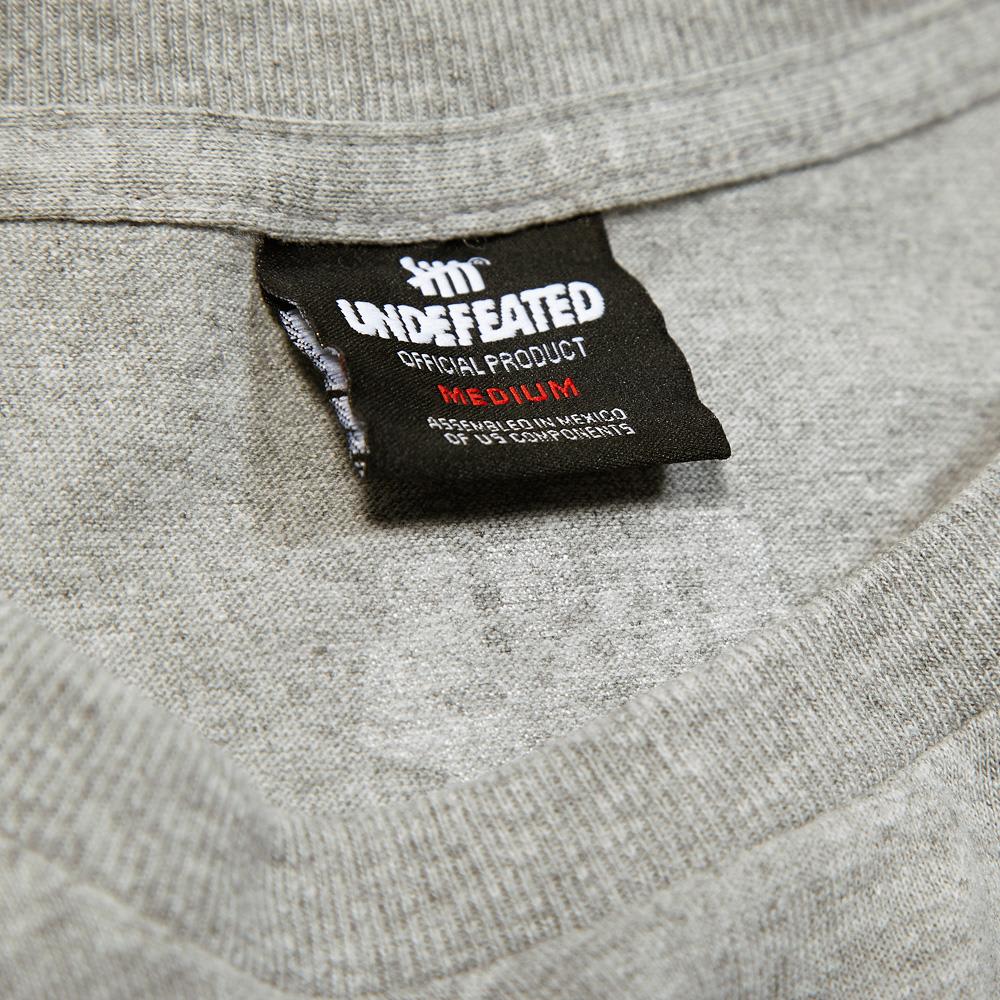 UNDEFEATED
OFFICIAL PRODUCT
MEDIUM
ASSEMBLED IN MEXICO
OF US COMPONENTS